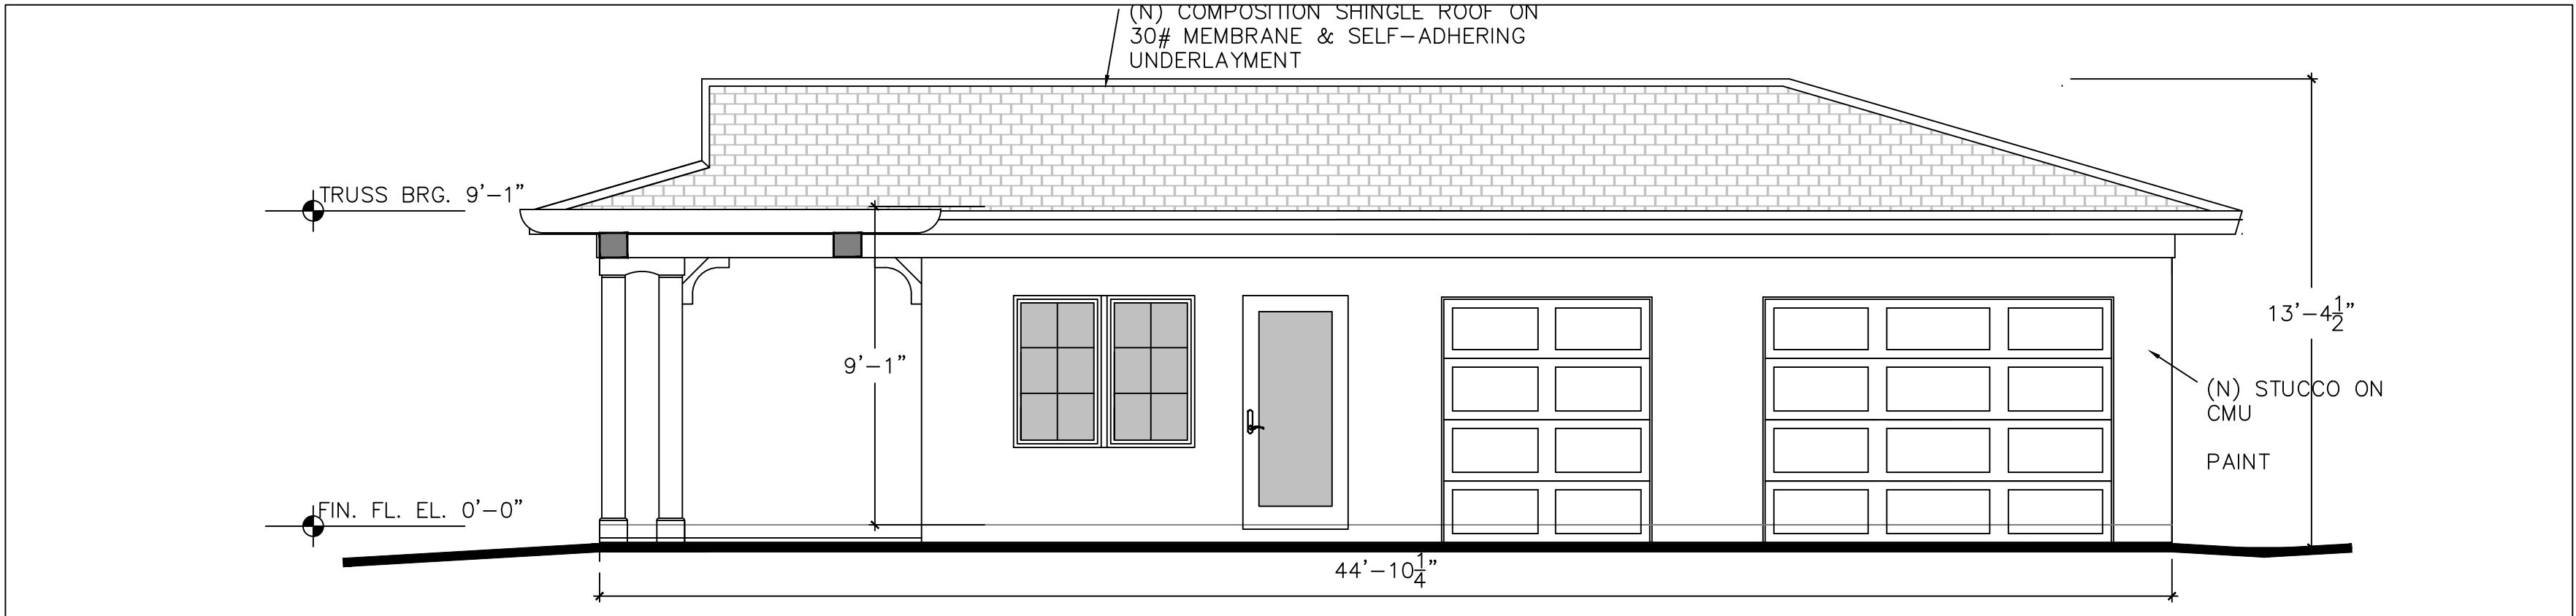 (N) COMPOSITION SHINGLE ROOF ON
30# MEMBRANE & SELF-ADHERING
UNDERLAYMENT
TRUSS BRG. 9'-1"
13'-4½"
9'-1"
(N) STUCCO ON
CMU
PAINT
FIN. FL. EL. 0'-0"
44'-10¼"